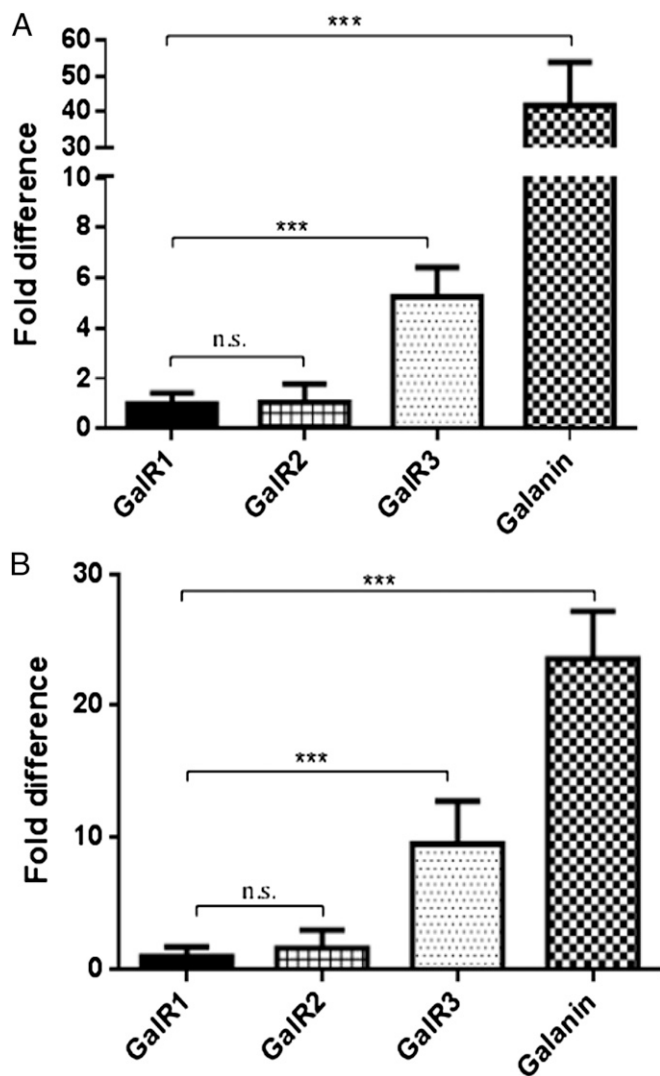 A
Fold difference
60
50
40
30
10
8
6
4
2
0
***
***
n.s.
GalR1
GalR2
GalR3
Galanin
B
Fold difference
30
20
10
0
***
***
n.s.
GalR1
GalR2
GalR3
Galanin